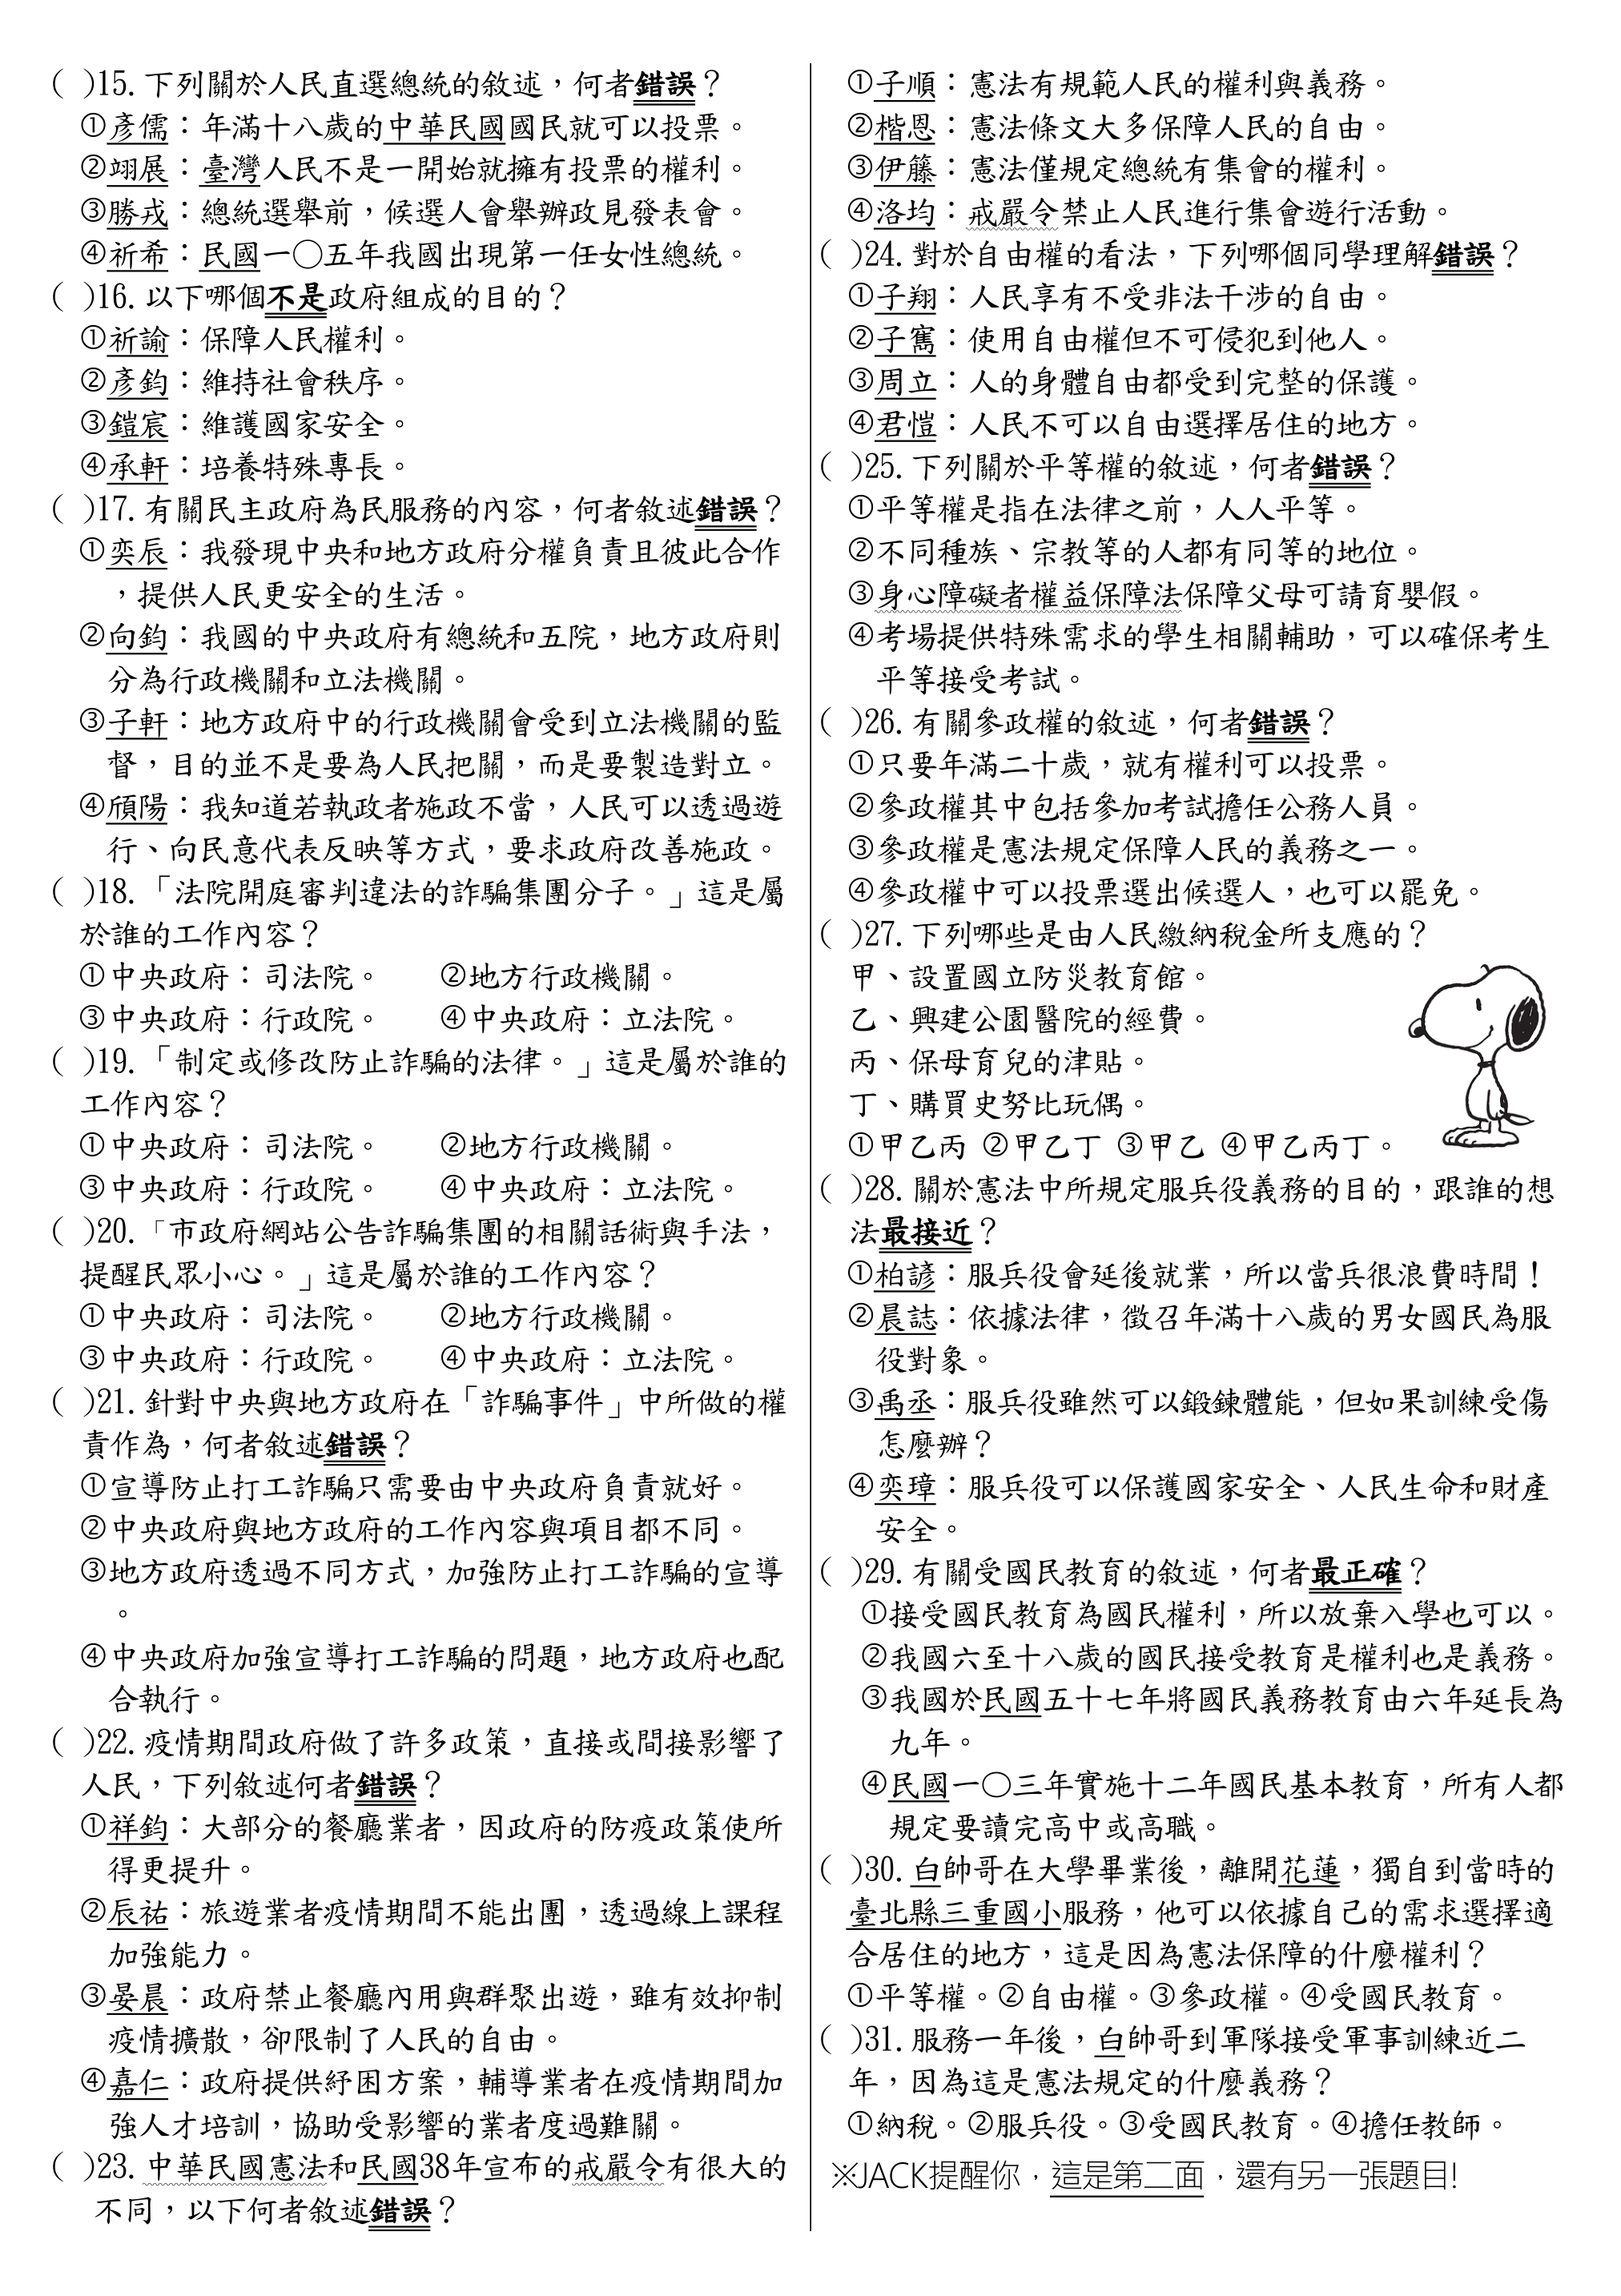 (  )15. 下列關於人民直選總統的敘述，何者錯誤？
①彥儒：年滿十八歲的中華民國國民就可以投票。
②翊展：臺灣人民不是一開始就擁有投票的權利。
③勝戎：總統選舉前，候選人會舉辦政見發表會。
④祈希：民國一〇五年我國出現第一任女性總統。
(  )16. 以下哪個不是政府組成的目的？
①祈諭：保障人民權利。
②彥鈞：維持社會秩序。
③鎧宸：維護國家安全。
④承軒：培養特殊專長。
(  )17. 有關民主政府為民服務的內容，何者敘述錯誤？
①奕辰：我發現中央和地方政府分權負責且彼此合作
，提供人民更安全的生活。
②向鈞：我國的中央政府有總統和五院，地方政府則
分為行政機關和立法機關。
③子軒：地方政府中的行政機關會受到立法機關的監
督，目的並不是要為人民把關，而是要製造對立。
④頎陽：我知道若執政者施政不當，人民可以透過遊
行、向民意代表反映等方式，要求政府改善施政。
(  )18. 「法院開庭審判違法的詐騙集團分子。」這是屬
於誰的工作內容？
①中央政府：司法院。 ②地方行政機關。
③中央政府：行政院。 ④中央政府：立法院。
(  )19. 「制定或修改防止詐騙的法律。」這是屬於誰的
工作內容？
①中央政府：司法院。 ②地方行政機關。
③中央政府：行政院。 ④中央政府：立法院。
(  )20.「市政府網站公告詐騙集團的相關話術與手法，
提醒民眾小心。」這是屬於誰的工作內容？
①中央政府：司法院。 ②地方行政機關。
③中央政府：行政院。 ④中央政府：立法院。
(  )21. 針對中央與地方政府在「詐騙事件」中所做的權
責作為，何者敘述錯誤？
①宣導防止打工詐騙只需要由中央政府負責就好。
②中央政府與地方政府的工作內容與項目都不同。
③地方政府透過不同方式，加強防止打工詐騙的宣導
。
④中央政府加強宣導打工詐騙的問題，地方政府也配
合執行。
(  )22. 疫情期間政府做了許多政策，直接或間接影響了
人民，下列敘述何者錯誤？
①祥鈞：大部分的餐廳業者，因政府的防疫政策使所
得更提升。
②辰祐：旅遊業者疫情期間不能出團，透過線上課程
加強能力。
③晏晨：政府禁止餐廳內用與群聚出遊，雖有效抑制
疫情擴散，卻限制了人民的自由。
④嘉仁：政府提供紓困方案，輔導業者在疫情期間加
強人才培訓，協助受影響的業者度過難關。
(  )23. 中華民國憲法和民國38年宣布的戒嚴令有很大的
不同，以下何者敘述錯誤？
①子順：憲法有規範人民的權利與義務。
②楷恩：憲法條文大多保障人民的自由。
③伊籐：憲法僅規定總統有集會的權利。
④洛均：戒嚴令禁止人民進行集會遊行活動。
(  )24. 對於自由權的看法，下列哪個同學理解錯誤？
①子翔：人民享有不受非法干涉的自由。
②子寯：使用自由權但不可侵犯到他人。
③周立：人的身體自由都受到完整的保護。
④君愷：人民不可以自由選擇居住的地方。
(  )25. 下列關於平等權的敘述，何者錯誤？
①平等權是指在法律之前，人人平等。
②不同種族、宗教等的人都有同等的地位。
③身心障礙者權益保障法保障父母可請育嬰假。
④考場提供特殊需求的學生相關輔助，可以確保考生
平等接受考試。
(  )26. 有關參政權的敘述，何者錯誤？
①只要年滿二十歲，就有權利可以投票。
②參政權其中包括參加考試擔任公務人員。
③參政權是憲法規定保障人民的義務之一。
④參政權中可以投票選出候選人，也可以罷免。
(  )27. 下列哪些是由人民繳納稅金所支應的？
甲、設置國立防災教育館。
乙、興建公園醫院的經費。
丙、保母育兒的津貼。
丁、購買史努比玩偶。
①甲乙丙 ②甲乙丁 ③甲乙 ④甲乙丙丁。
(  )28. 關於憲法中所規定服兵役義務的目的，跟誰的想
法最接近？
①柏諺：服兵役會延後就業，所以當兵很浪費時間！
②晨誌：依據法律，徵召年滿十八歲的男女國民為服
役對象。
③禹丞：服兵役雖然可以鍛鍊體能，但如果訓練受傷
怎麼辦？
④奕璋：服兵役可以保護國家安全、人民生命和財產
安全。
(  )29. 有關受國民教育的敘述，何者最正確？
①接受國民教育為國民權利，所以放棄入學也可以。
②我國六至十八歲的國民接受教育是權利也是義務。
③我國於民國五十七年將國民義務教育由六年延長為
九年。
④民國一〇三年實施十二年國民基本教育，所有人都
規定要讀完高中或高職。
(  )30. 白帥哥在大學畢業後，離開花蓮，獨自到當時的
臺北縣三重國小服務，他可以依據自己的需求選擇適
合居住的地方，這是因為憲法保障的什麼權利？
①平等權。②自由權。③參政權。④受國民教育。
(  )31. 服務一年後，白帥哥到軍隊接受軍事訓練近二
年，因為這是憲法規定的什麼義務？
①納稅。②服兵役。③受國民教育。④擔任教師。
※JACK提醒你，這是第二面，還有另一張題目!